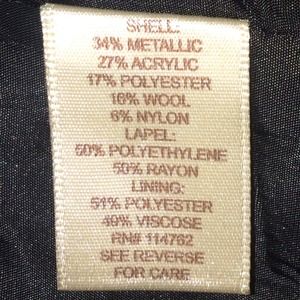 SHELL:
34% METALLIC
27% ACRYLIC
17% POLYESTER
16% WOOL
6% NYLON
LAPEL:
50% POLYETHYLENE
50% RAYON
LINING:
51% POLYESTER
49% VISCOSE
RN# 114762
SEE REVERSE
FOR CARE